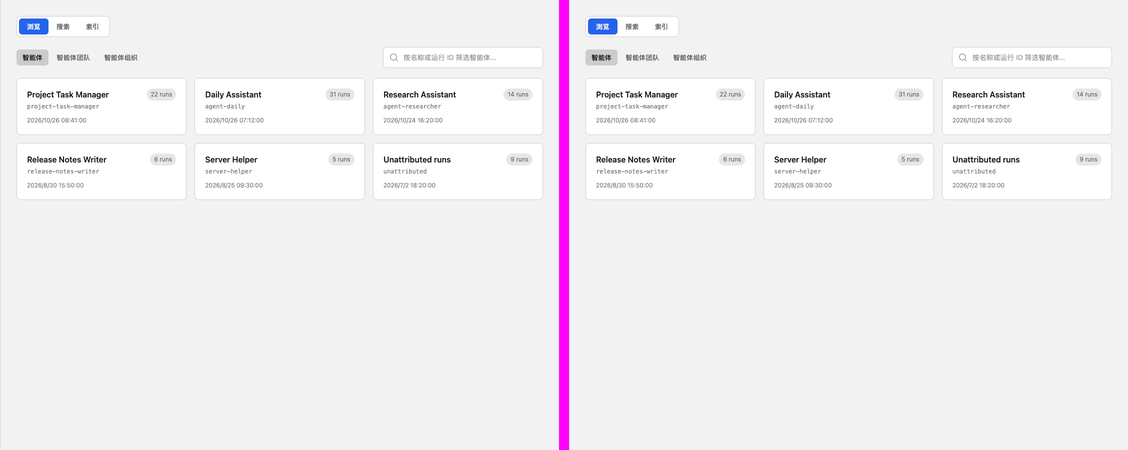 浏览 搜索 索引
智能体 智能体团队 智能体组织 按名称或运行 ID 筛选智能体...
Project Task Manager 22 runs Daily Assistant 31 runs Research Assistant 14 runs
project-task-manager agent-daily agent-researcher
2026/10/26 08:41:00 2026/10/26 07:12:00 2026/10/24 16:20:00
Release Notes Writer 6 runs Server Helper 5 runs Unattributed runs 9 runs
release-notes-writer server-helper unattributed
2026/8/30 15:50:00 2026/8/25 09:30:00 2026/7/2 18:20:00
浏览 搜索 索引
智能体 智能体团队 智能体组织 按名称或运行 ID 筛选智能体...
Project Task Manager 22 runs Daily Assistant 31 runs Research Assistant 14 runs
project-task-manager agent-daily agent-researcher
2026/10/26 08:41:00 2026/10/26 07:12:00 2026/10/24 16:20:00
Release Notes Writer 6 runs Server Helper 5 runs Unattributed runs 9 runs
release-notes-writer server-helper unattributed
2026/8/30 15:50:00 2026/8/25 09:30:00 2026/7/2 18:20:00